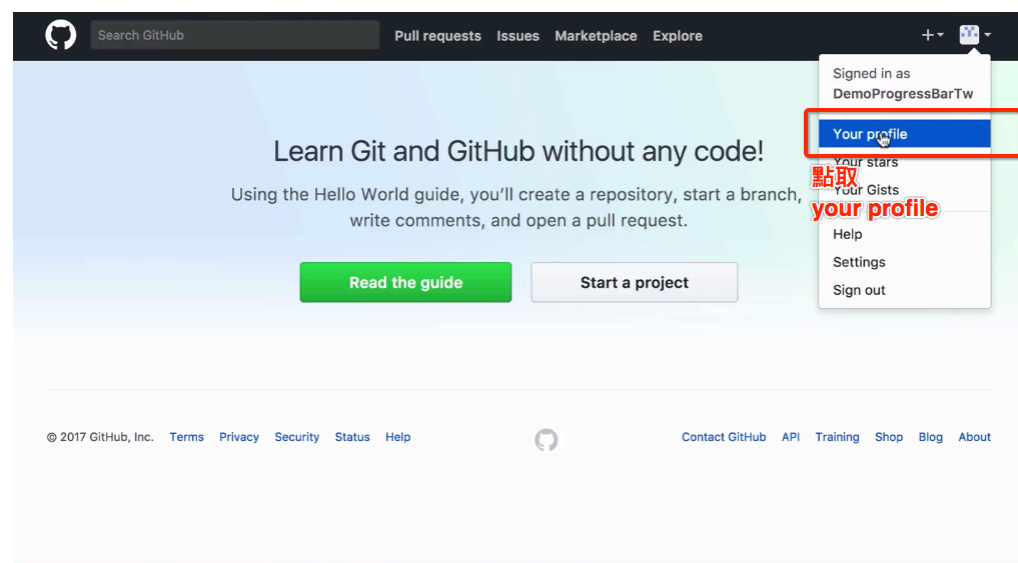 Search GitHub
Pull requests Issues Marketplace Explore
Signed in as
DemoProgressBarTw
Your profile
Your stars
Your Gists
Help
Settings
Sign out
點取
your profile
Learn Git and GitHub without any code!
Using the Hello World guide, you’ll create a repository, start a branch,
write comments, and open a pull request.
Read the guide
Start a project
© 2017 GitHub, Inc. Terms Privacy Security Status Help
Contact GitHub API Training Shop Blog About